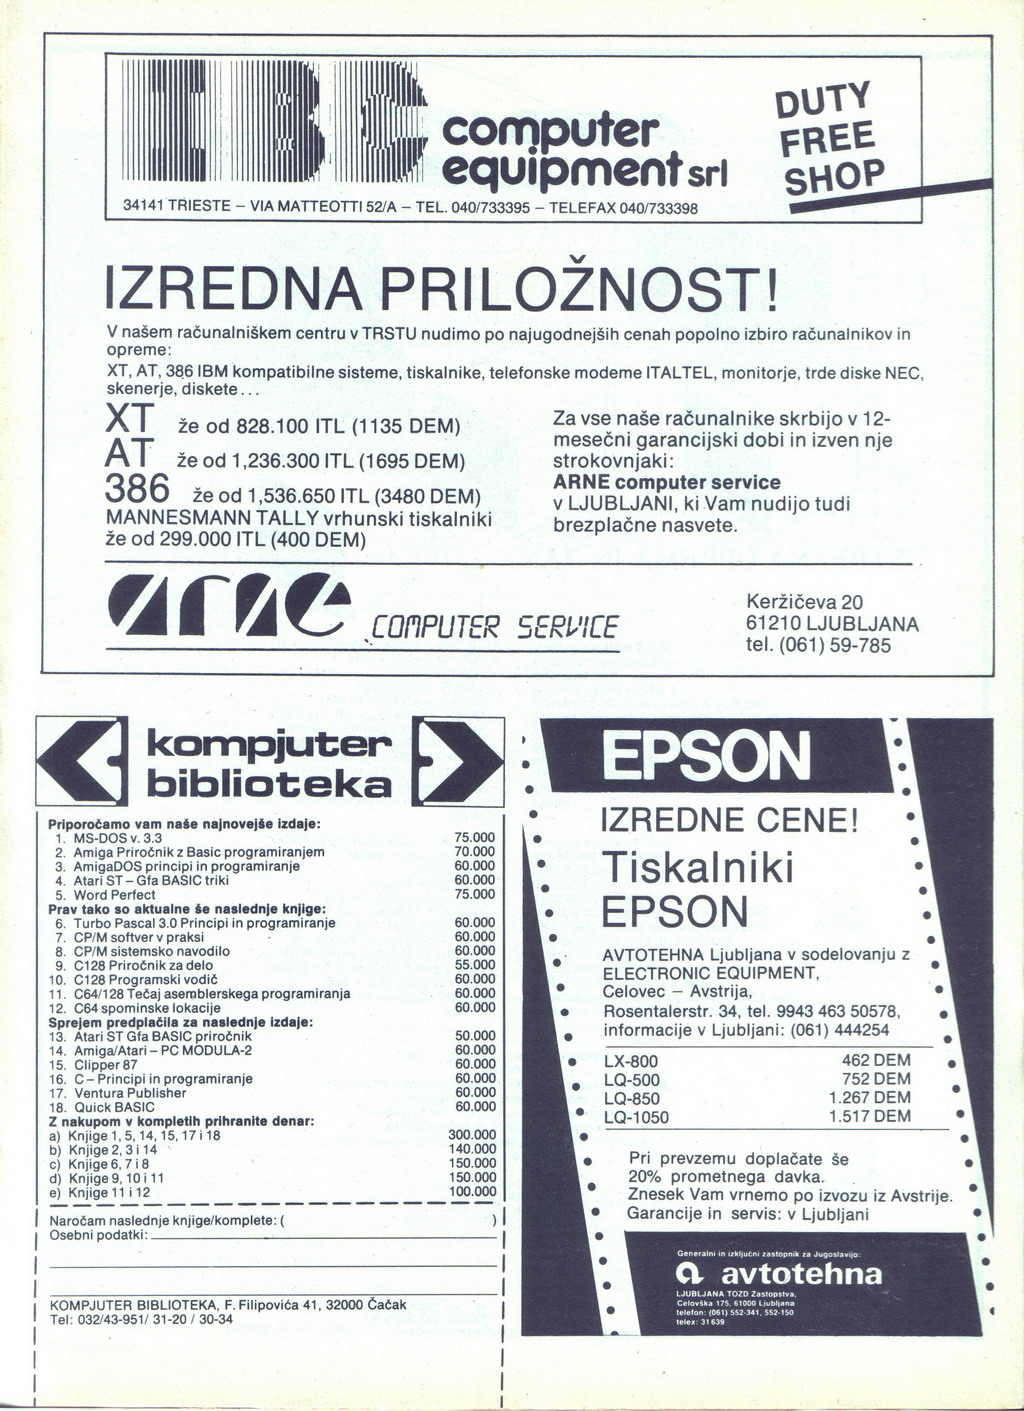 IBC computer
equipment srl
DUTY
FREE
SHOP
34141 TRIESTE – VIA MATTEOTTI 52/A – TEL. 040/733395 – TELEFAX 040/733398
IZREDNA PRILOŽNOST!
V našem računalniškem centru v TRSTU nudimo po najugodnejših cenah popolno izbiro računalnikov in
opreme:
XT, AT, 386 IBM kompatibilne sisteme, tiskalnike, telefonske modeme ITALTEL, monitorje, trde diske NEC,
skenerje, diskete...
XT že od 828.100 ITL (1135 DEM)
AT že od 1,236.300 ITL (1695 DEM)
386 že od 1,536.650 ITL (3480 DEM)
MANNESMANN TALLY vrhunski tiskalniki
že od 299.000 ITL (400 DEM)
Za vse naše računalnike skrbijo v 12-
mesečni garancijski dobi in izven nje
strokovnjaki:
ARNE computer service
v LJUBLJANI, ki Vam nudijo tudi
brezplačne nasvete.
arne COMPUTER SERVICE
Keržičeva 20
61210 LJUBLJANA
tel. (061) 59-785
kompjuter
biblioteka
Priporočamo vam naše najnovejše izdaje:
1. MS-DOS v. 3.3 75.000
2. Amiga Priročnik z Basic programiranjem 70.000
3. AmigaDOS principi in programiranje 60.000
4. Atari ST – Gfa BASIC triki 60.000
5. Word Perfect 75.000
Prav tako so aktualne še naslednje knjige:
6. Turbo Pascal 3.0 Principi in programiranje 60.000
7. CP/M softver v praksi 60.000
8. CP/M sistemsko navodilo 60.000
9. C128 Priročnik za delo 55.000
10. C128 Programski vodič 60.000
11. C64/128 Tečaj asemblerskega programiranja 60.000
12. C64 spominske lokacije 60.000
Sprejem predplačila za naslednje izdaje:
13. Atari ST Gfa BASIC priročnik 50.000
14. Amiga/Atari – PC MODULA-2 60.000
15. Clipper 87 60.000
16. C – Principi in programiranje 60.000
17. Ventura Publisher 60.000
18. Quick BASIC 60.000
Z nakupom v kompletih prihranite denar:
a) Knjige 1, 5, 14, 15, 17 i 18 300.000
b) Knjige 2, 3 i 14 140.000
c) Knjige 6, 7 i 8 150.000
d) Knjige 9, 10 i 11 150.000
e) Knjige 11 i 12 100.000
Naročam naslednje knjige/komplete: ( )
Osebni podatki:
KOMPJUTER BIBLIOTEKA, F. Filipovića 41, 32000 Čačak
Tel: 032/43-951/ 31-20 / 30-34
EPSON
IZREDNE CENE!
Tiskalniki
EPSON
AVTOTEHNA Ljubljana v sodelovanju z
ELECTRONIC EQUIPMENT,
Celovec – Avstrija,
Rosentalerstr. 34, tel. 9943 463 50578,
informacije v Ljubljani: (061) 444254
LX-800 462 DEM
LQ-500 752 DEM
LQ-850 1.267 DEM
LQ-1050 1.517 DEM
Pri prevzemu doplačate še
20% prometnega davka.
Znesek Vam vrnemo po izvozu iz Avstrije.
Garancije in servis: v Ljubljani
Generalni in izključni zastopnik za Jugoslavijo:
avtotehna
LJUBLJANA TOZD Zastopstva,
Celovška 175, 61000 Ljubljana
telefon: (061) 552-341, 552-150
telex: 31 639